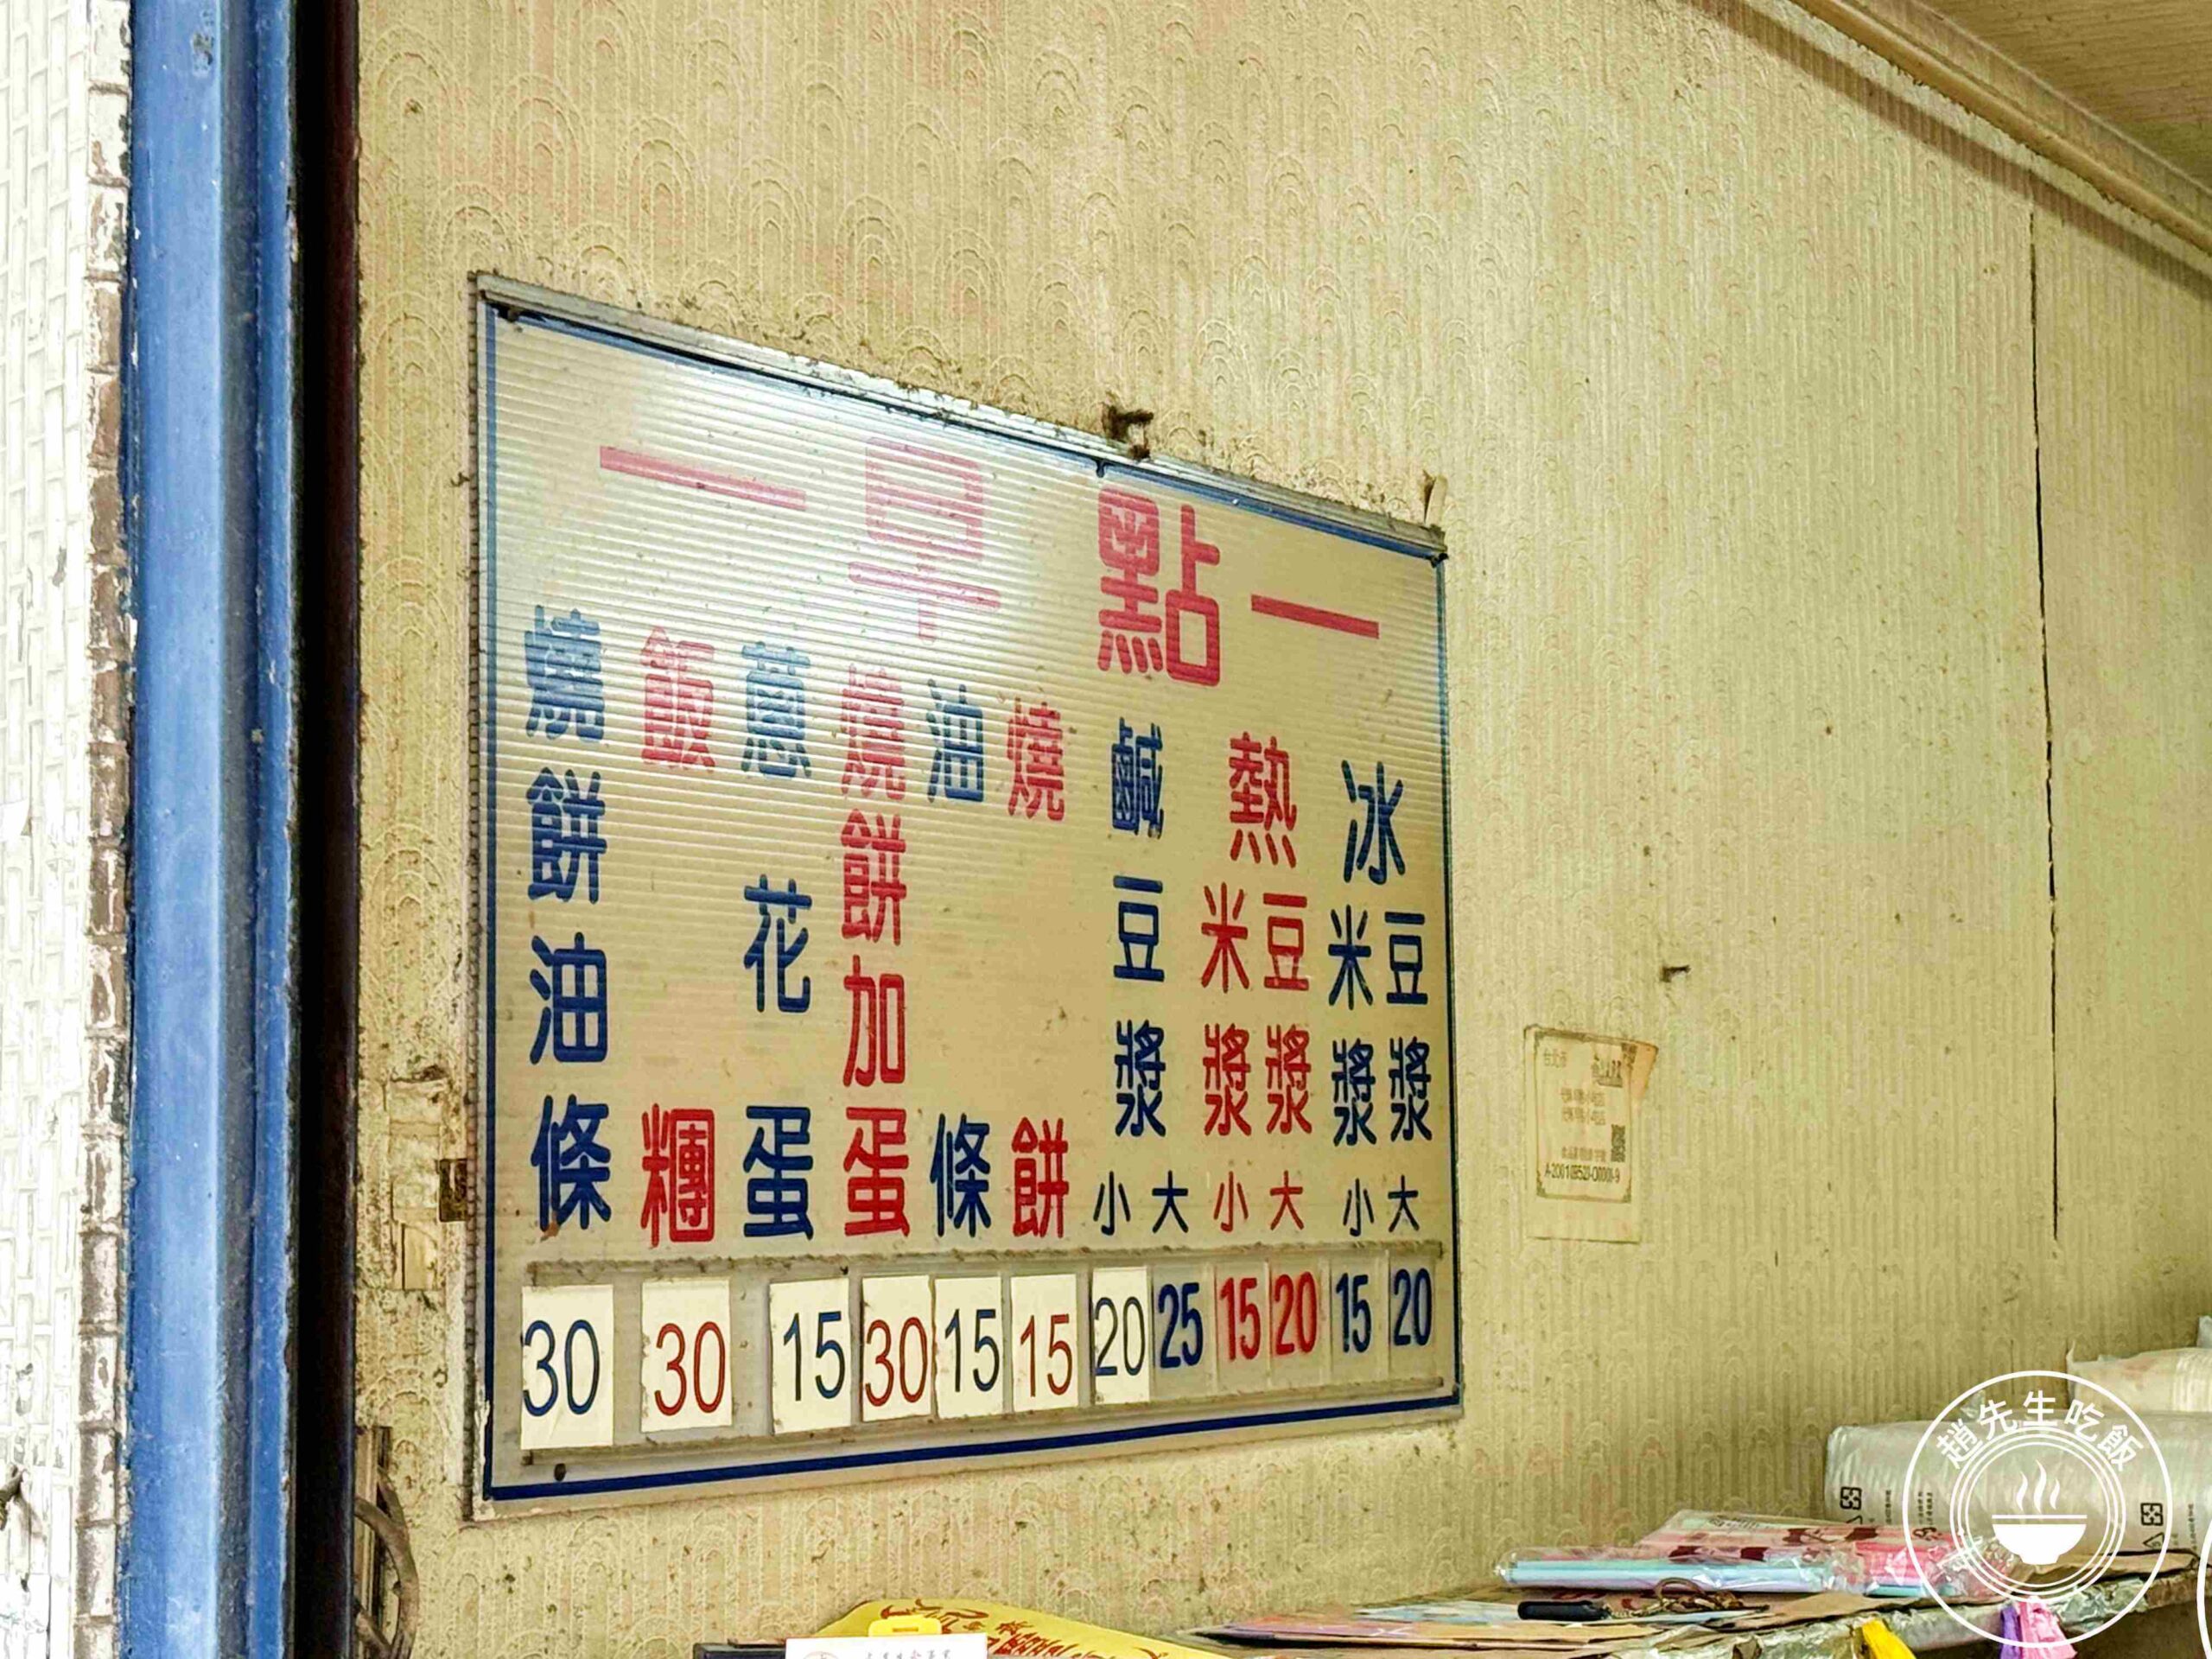 一早點一
冰豆漿 大 20
冰米漿 小 15
熱豆漿 大 20
熱米漿 小 15
鹹豆漿 大 25
小 20
燒餅 15
油條 15
燒餅加蛋 30
蔥花蛋 15
飯糰 30
燒餅油條 30
台北市
趙先生吃飯